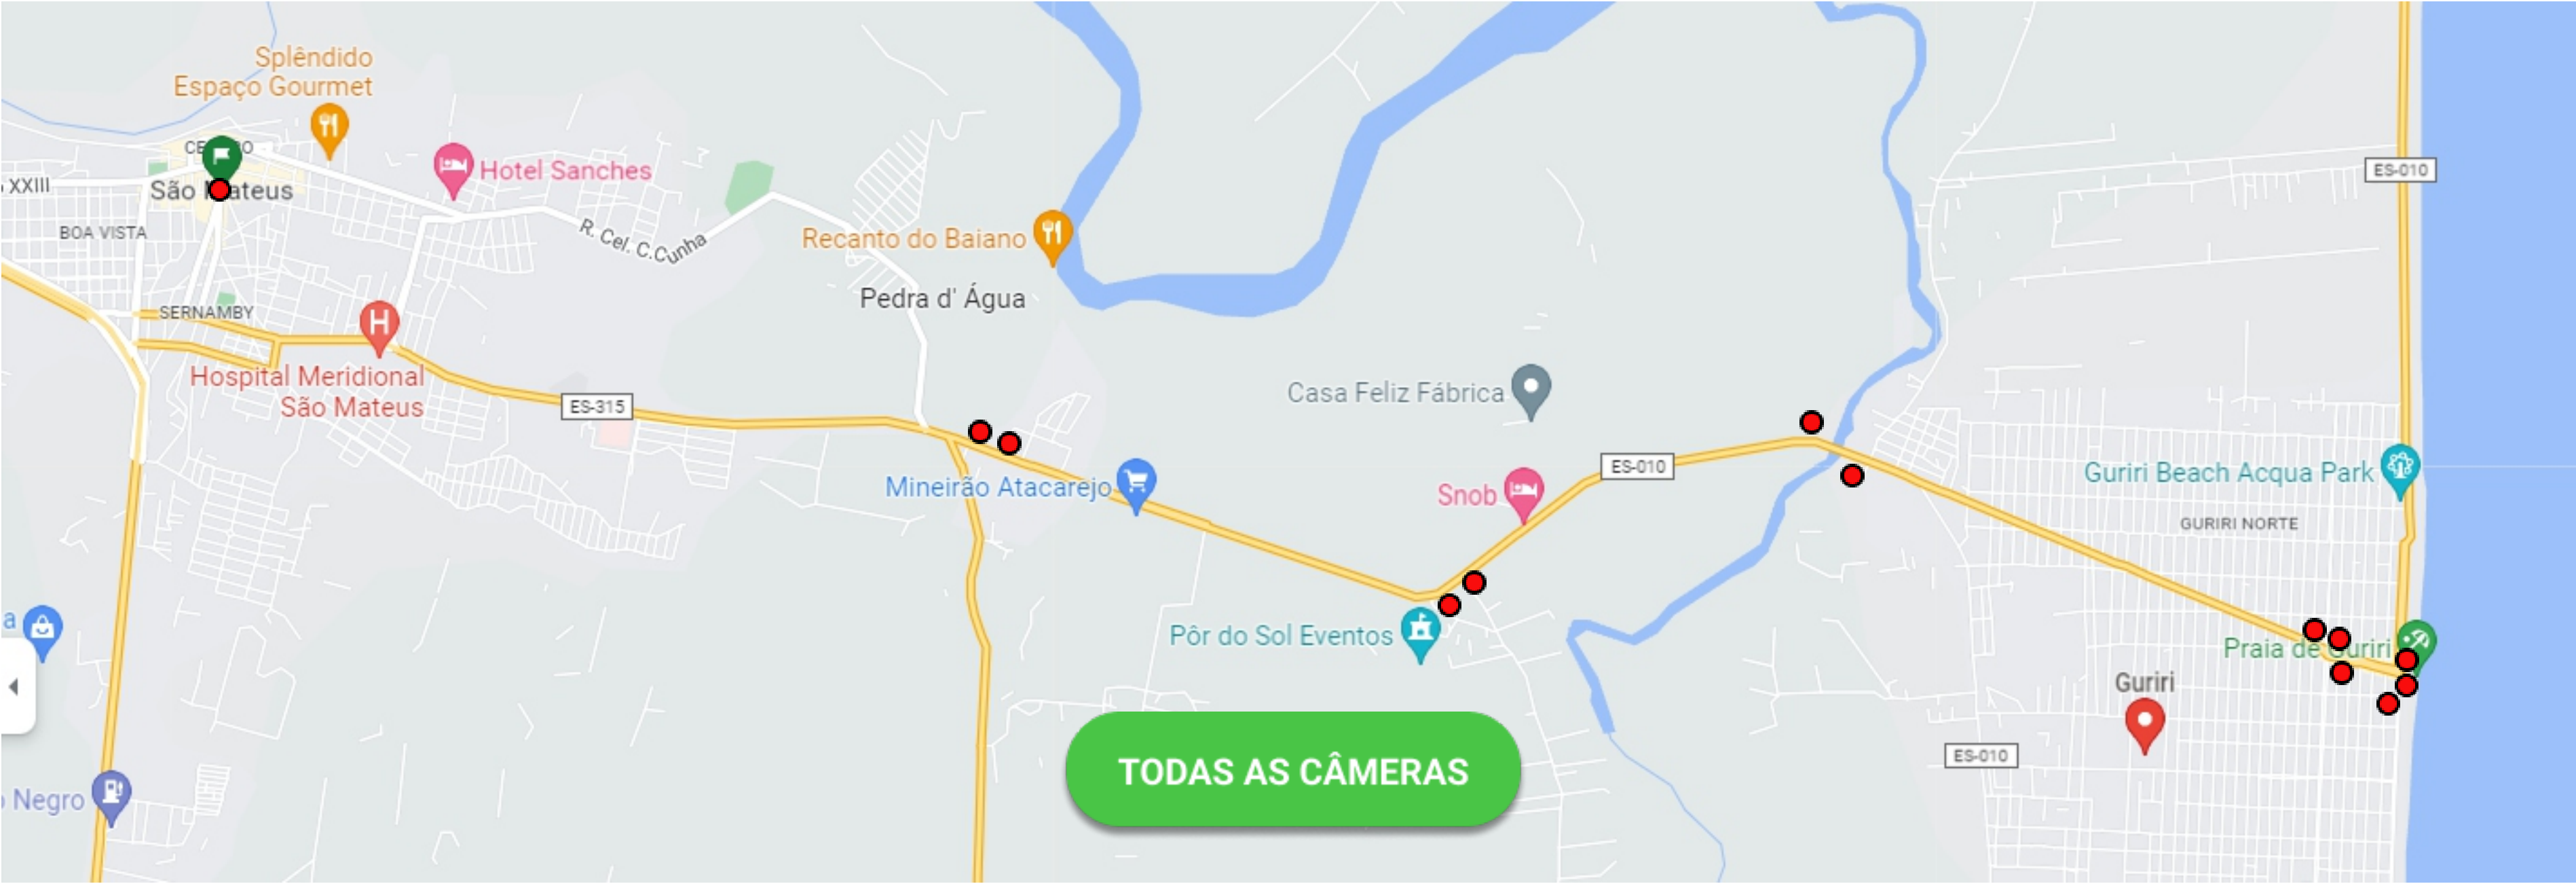 Splêndido
Espaço Gourmet
CENTRO
XXIII
São Mateus
Hotel Sanches
ES-010
BOA VISTA
R. Cel. C.Cunha
Recanto do Baiano
Pedra d' Água
SERNAMBY
Hospital Meridional
São Mateus
ES-315
Casa Feliz Fábrica
Mineirão Atacarejo
Snob
ES-010
Guriri Beach Acqua Park
GURIRI NORTE
a
Pôr do Sol Eventos
Praia de Guriri
Guriri
ES-010
TODAS AS CÂMERAS
o Negro